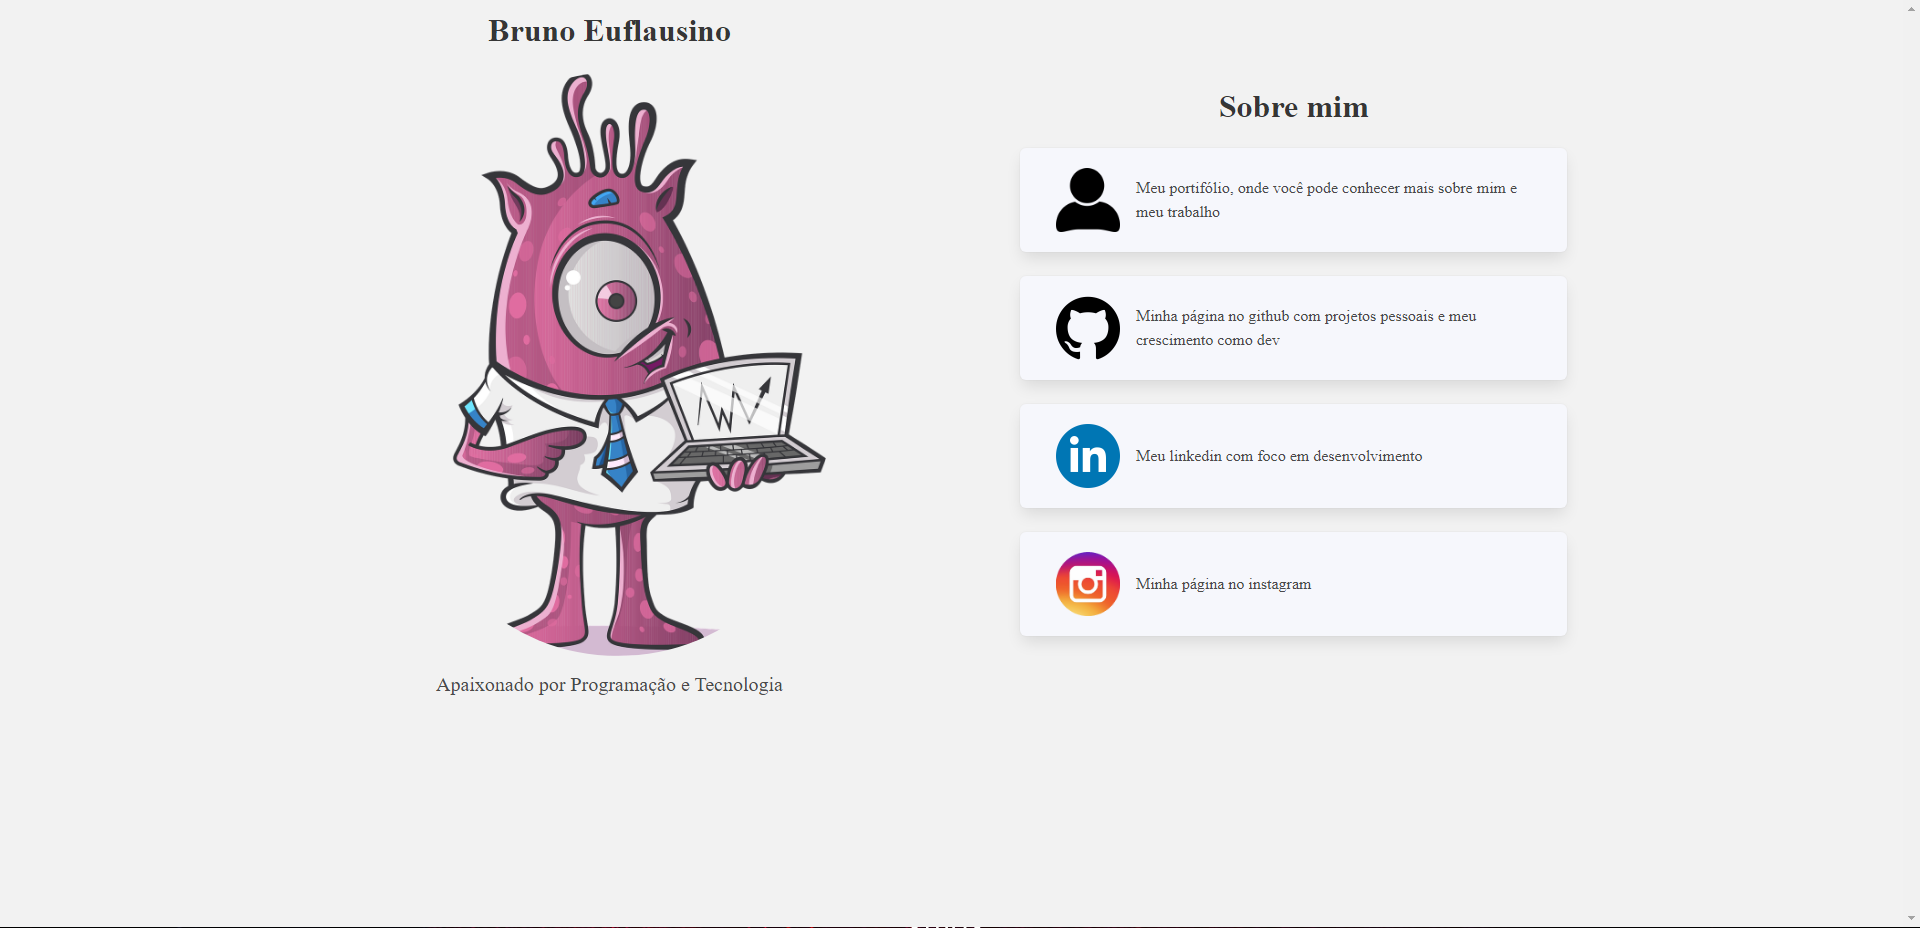 Bruno Euflausino
Apaixonado por Programação e Tecnologia
Sobre mim
Meu portifólio, onde você pode conhecer mais sobre mim e
meu trabalho
Minha página no github com projetos pessoais e meu
crescimento como dev
in
Meu linkedin com foco em desenvolvimento
Minha página no instagram